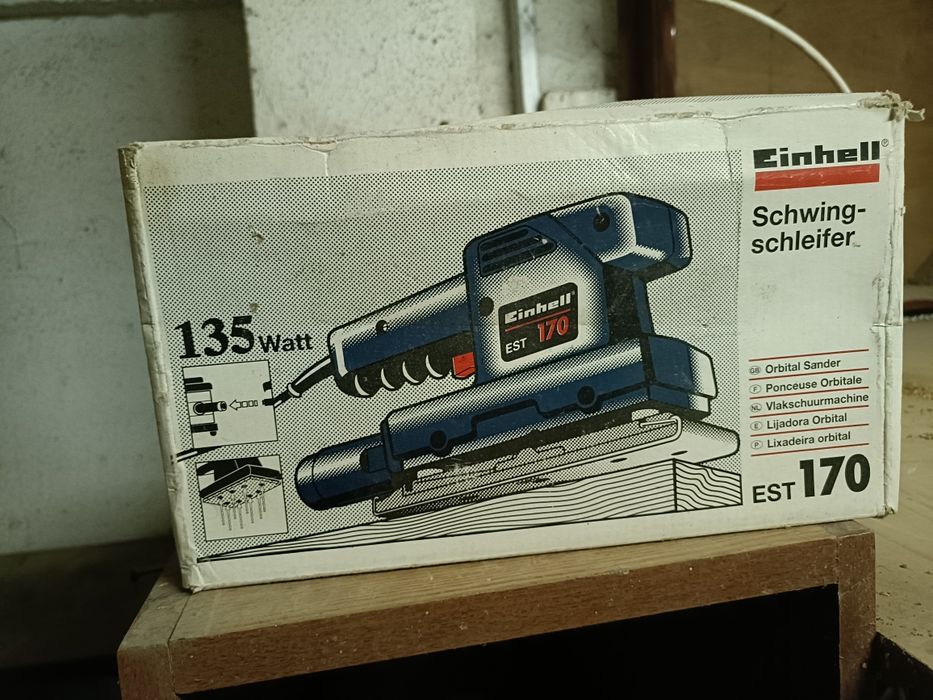 Einhell®
Schwing-
schleifer
135 Watt
Einhell®
EST 170
GB Orbital Sander
F Ponceuse Orbitale
NL Vlakschuurmachine
E Lijadora Orbital
P Lixadeira orbital
EST 170